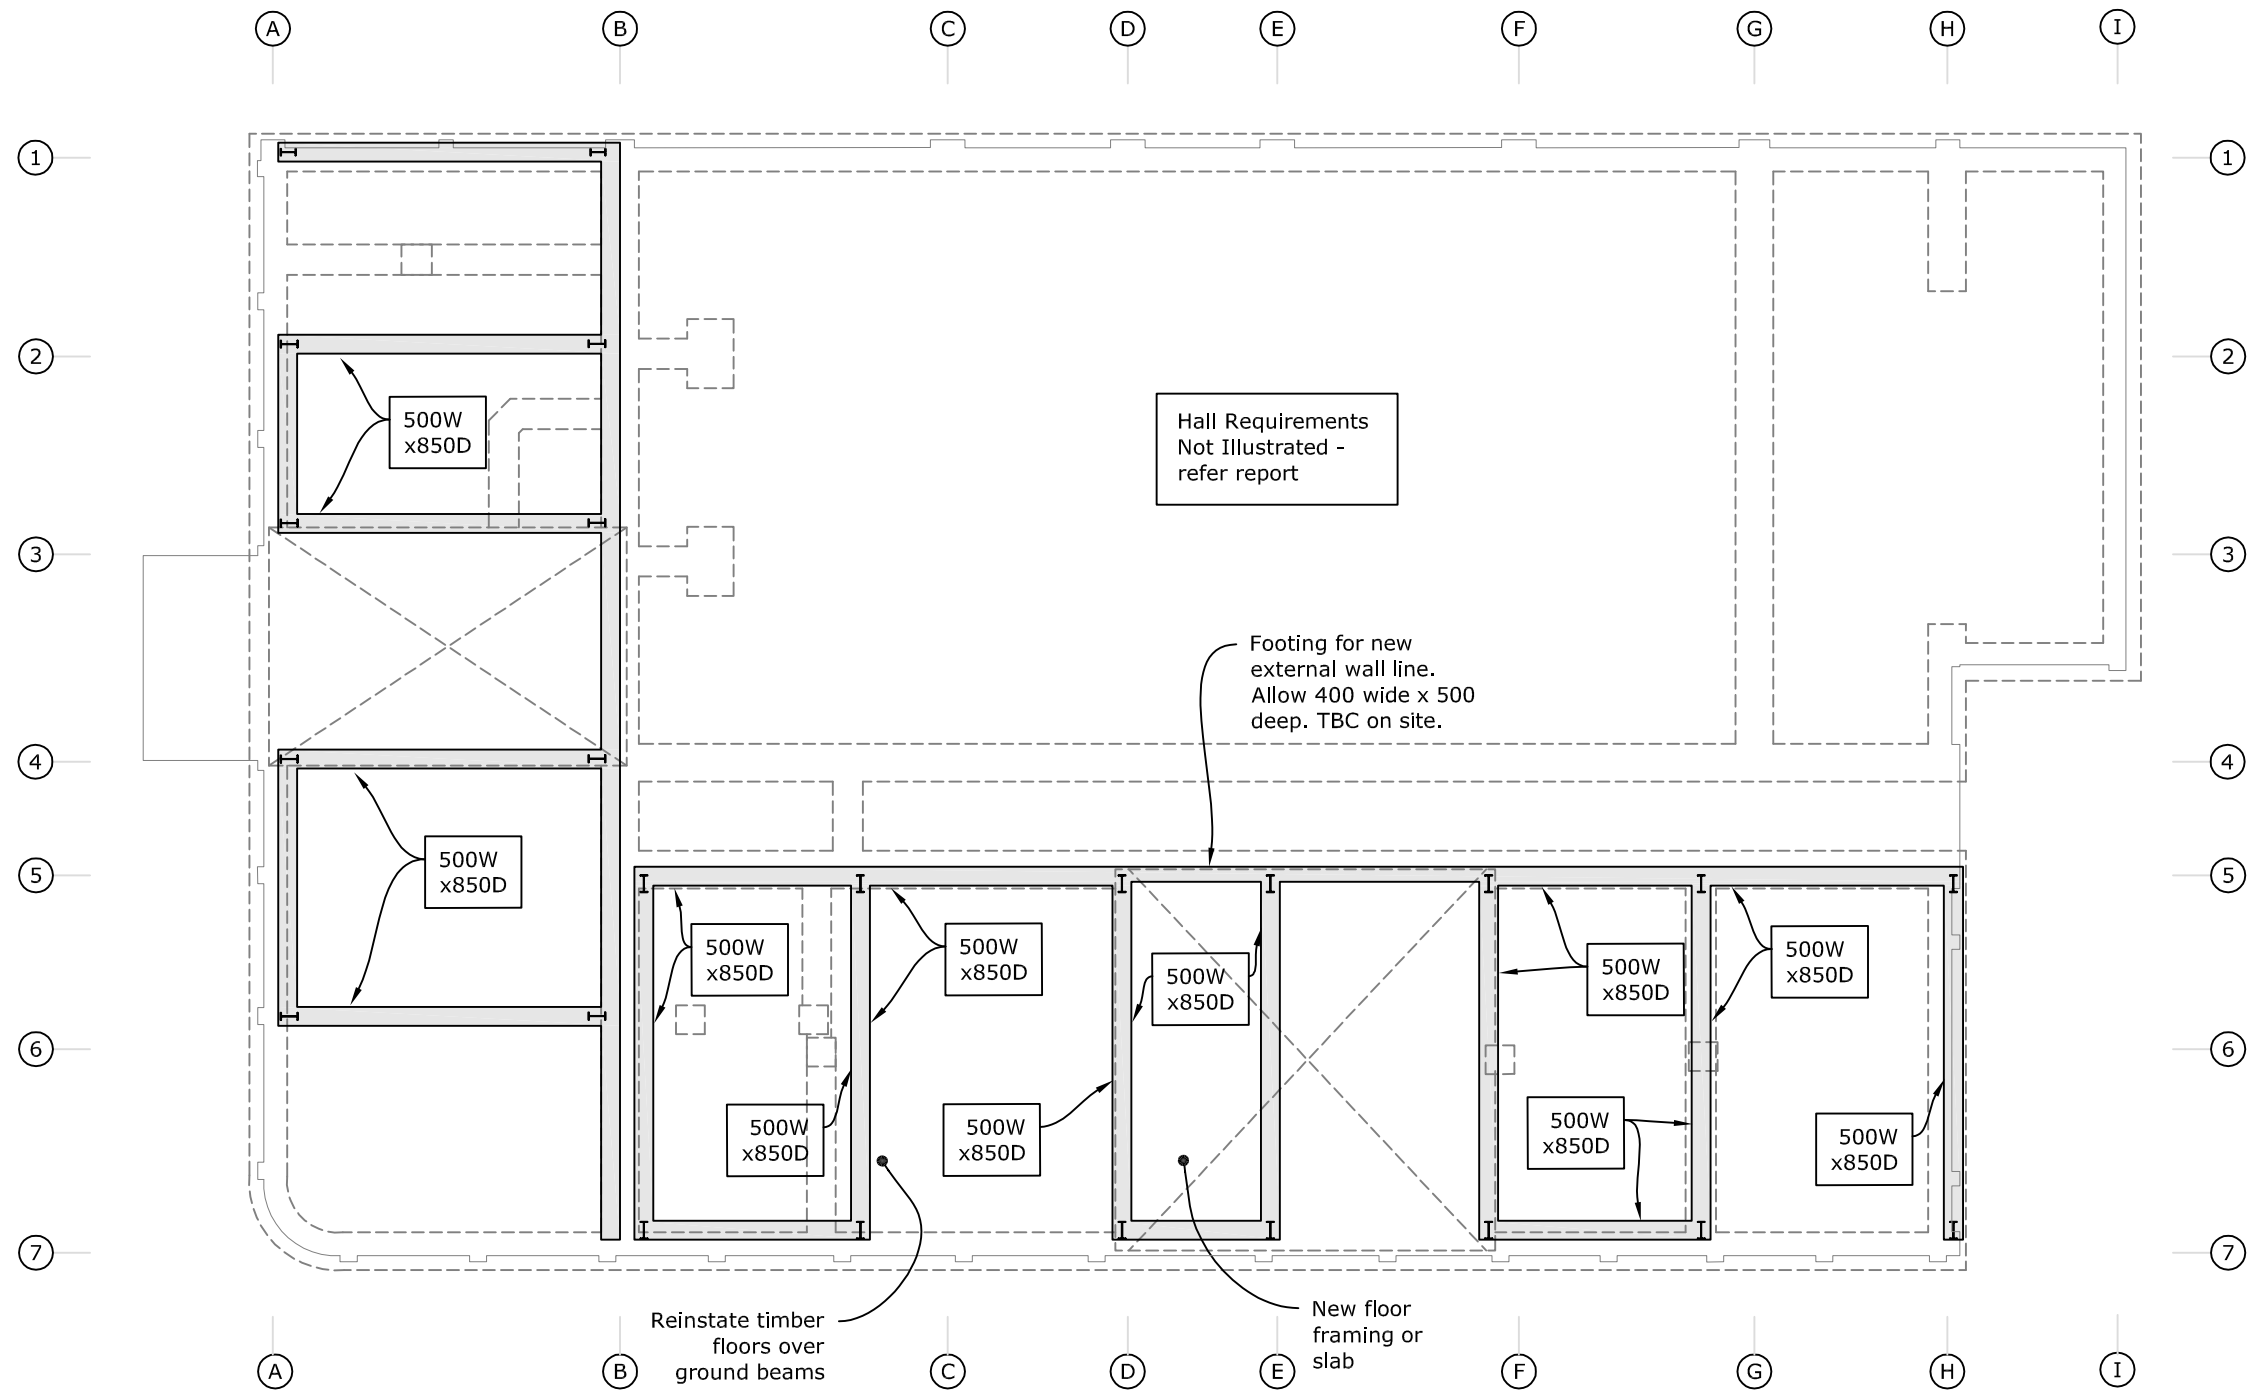 A B C D E F G H I
1 1
2 2
500W
x850D
Hall Requirements
Not Illustrated -
refer report
3 3
Footing for new
external wall line.
Allow 400 wide x 500
deep. TBC on site.
4 4
500W
x850D
5 5
500W
x850D
500W
x850D
500W
x850D
500W
x850D
500W
x850D
6 6
500W
x850D
500W
x850D
500W
x850D
500W
x850D
7 7
Reinstate timber
floors over
ground beams
New floor
framing or
slab
A B C D E F G H I